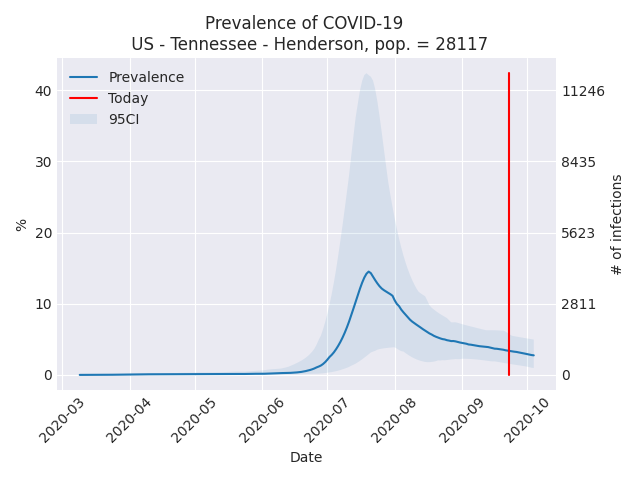 Prevalence of COVID-19
US - Tennessee - Henderson, pop. = 28117
Prevalence
Today
95CI
40
30
20
10
0
%
11246
8435
5623
2811
0
# of infections
2020-03
2020-04
2020-05
2020-06
2020-07
2020-08
2020-09
2020-10
Date